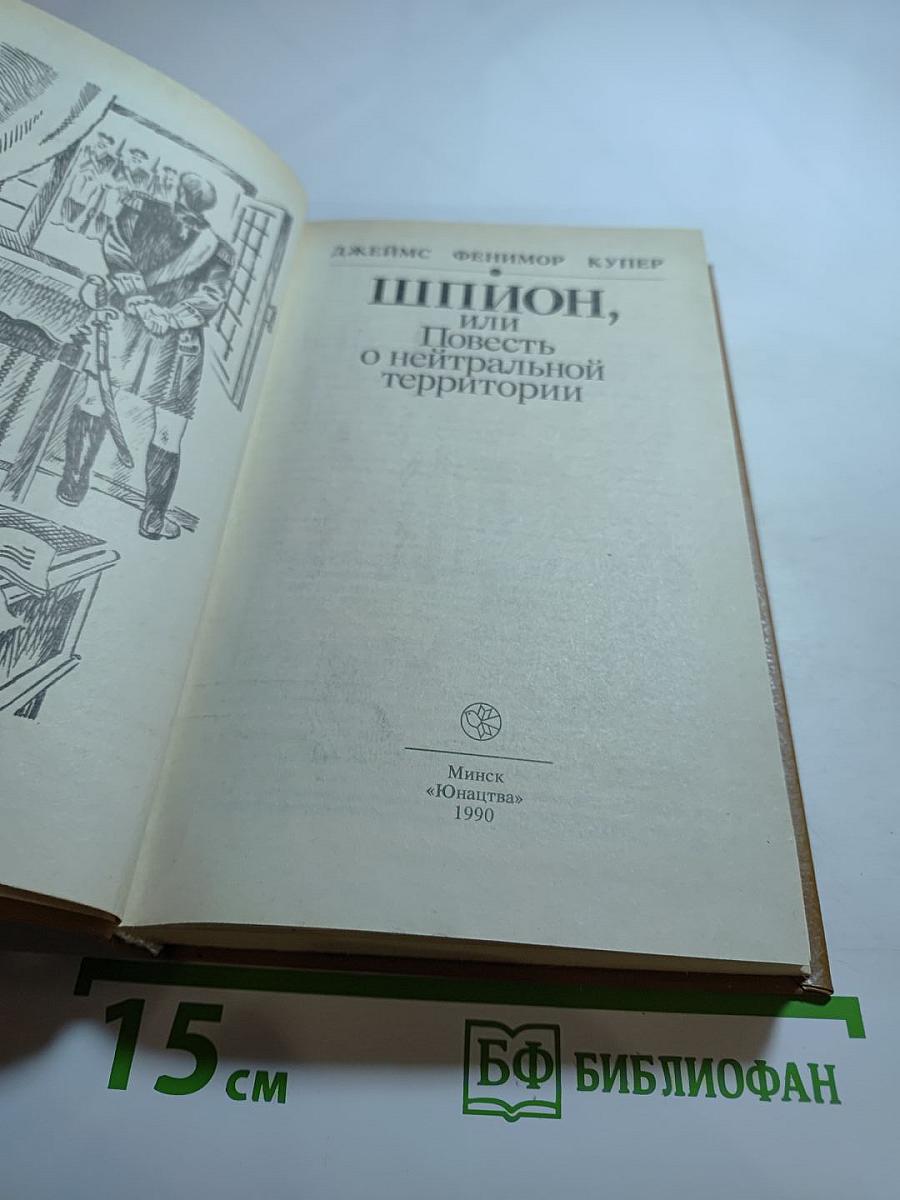 ДЖЕЙМС ФЕНИМОР КУПЕР
ШПИОН,
или
Повесть
о нейтральной
территории
Минск
«Юнацтва»
1990
15 см
БФ БИБЛИОФАН